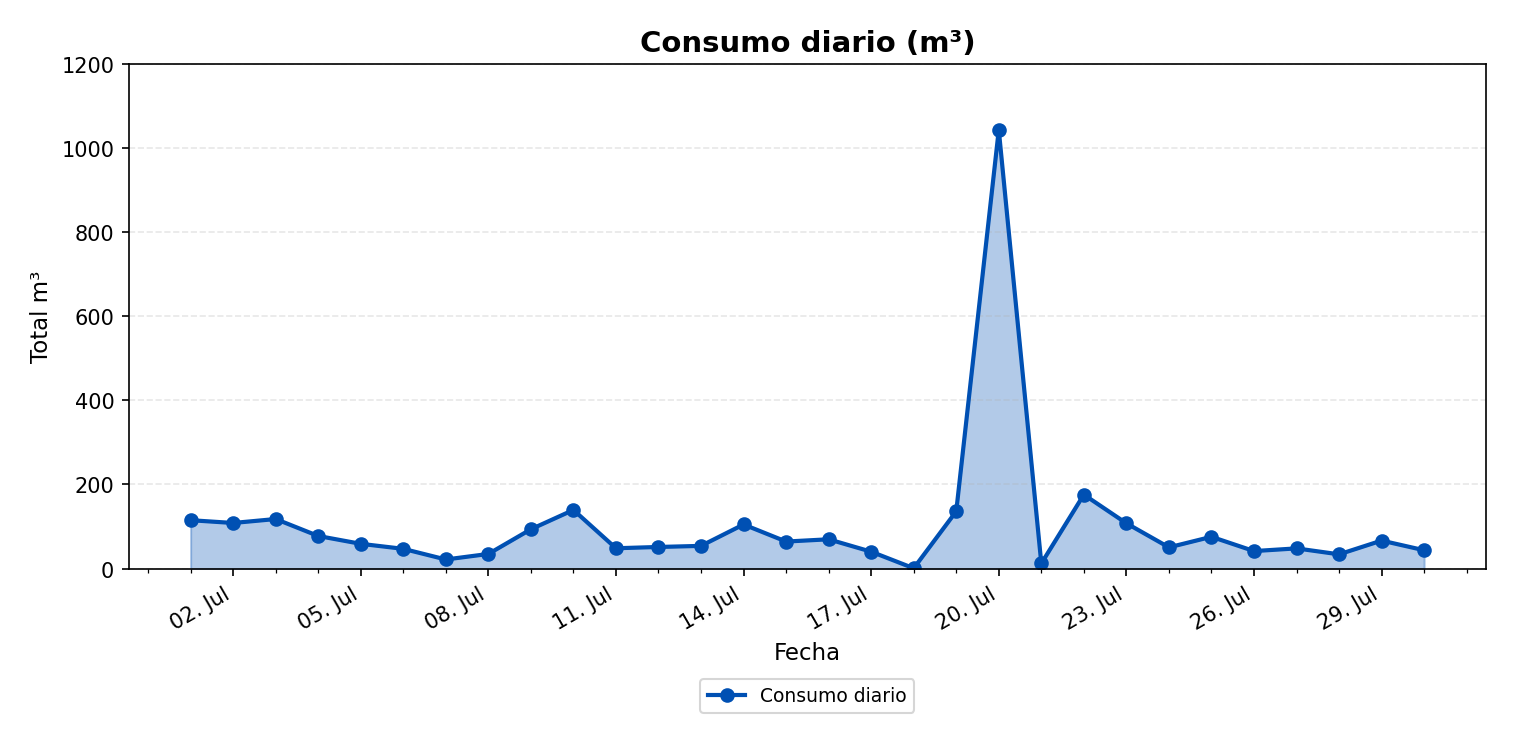 Consumo diario (m³)
1200
1000
800
600
400
200
0
Total m³
02. Jul
05. Jul
08. Jul
11. Jul
14. Jul
17. Jul
20. Jul
23. Jul
26. Jul
29. Jul
Fecha
Consumo diario